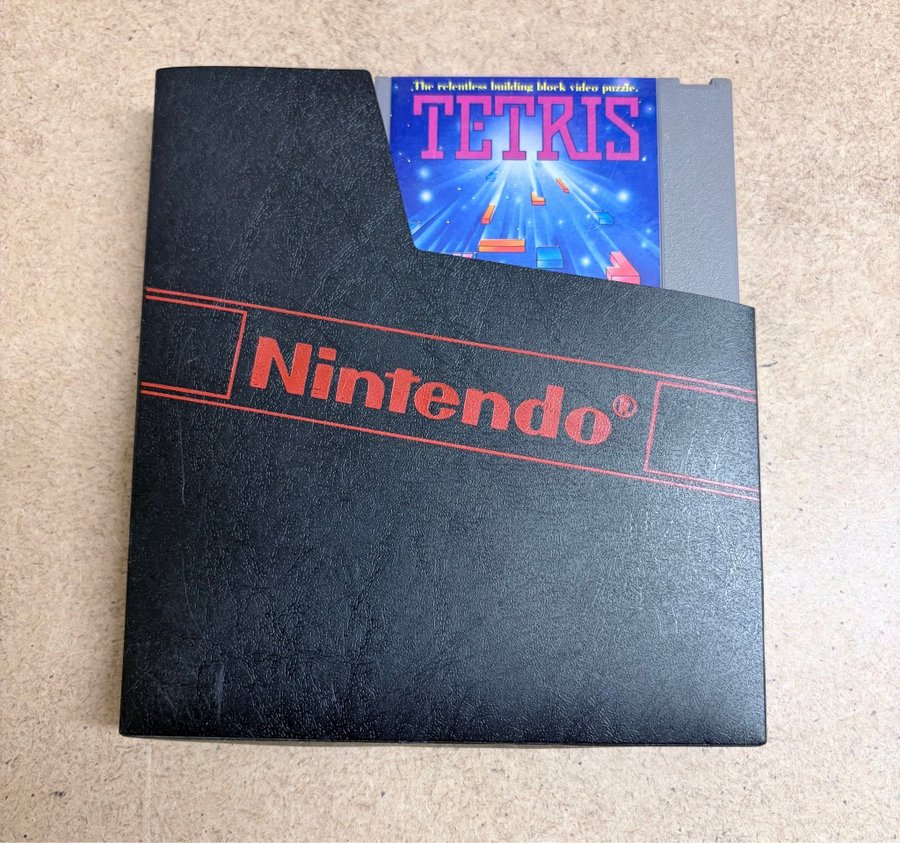 The relentless building block video puzzle.
TETRIS
Nintendo®